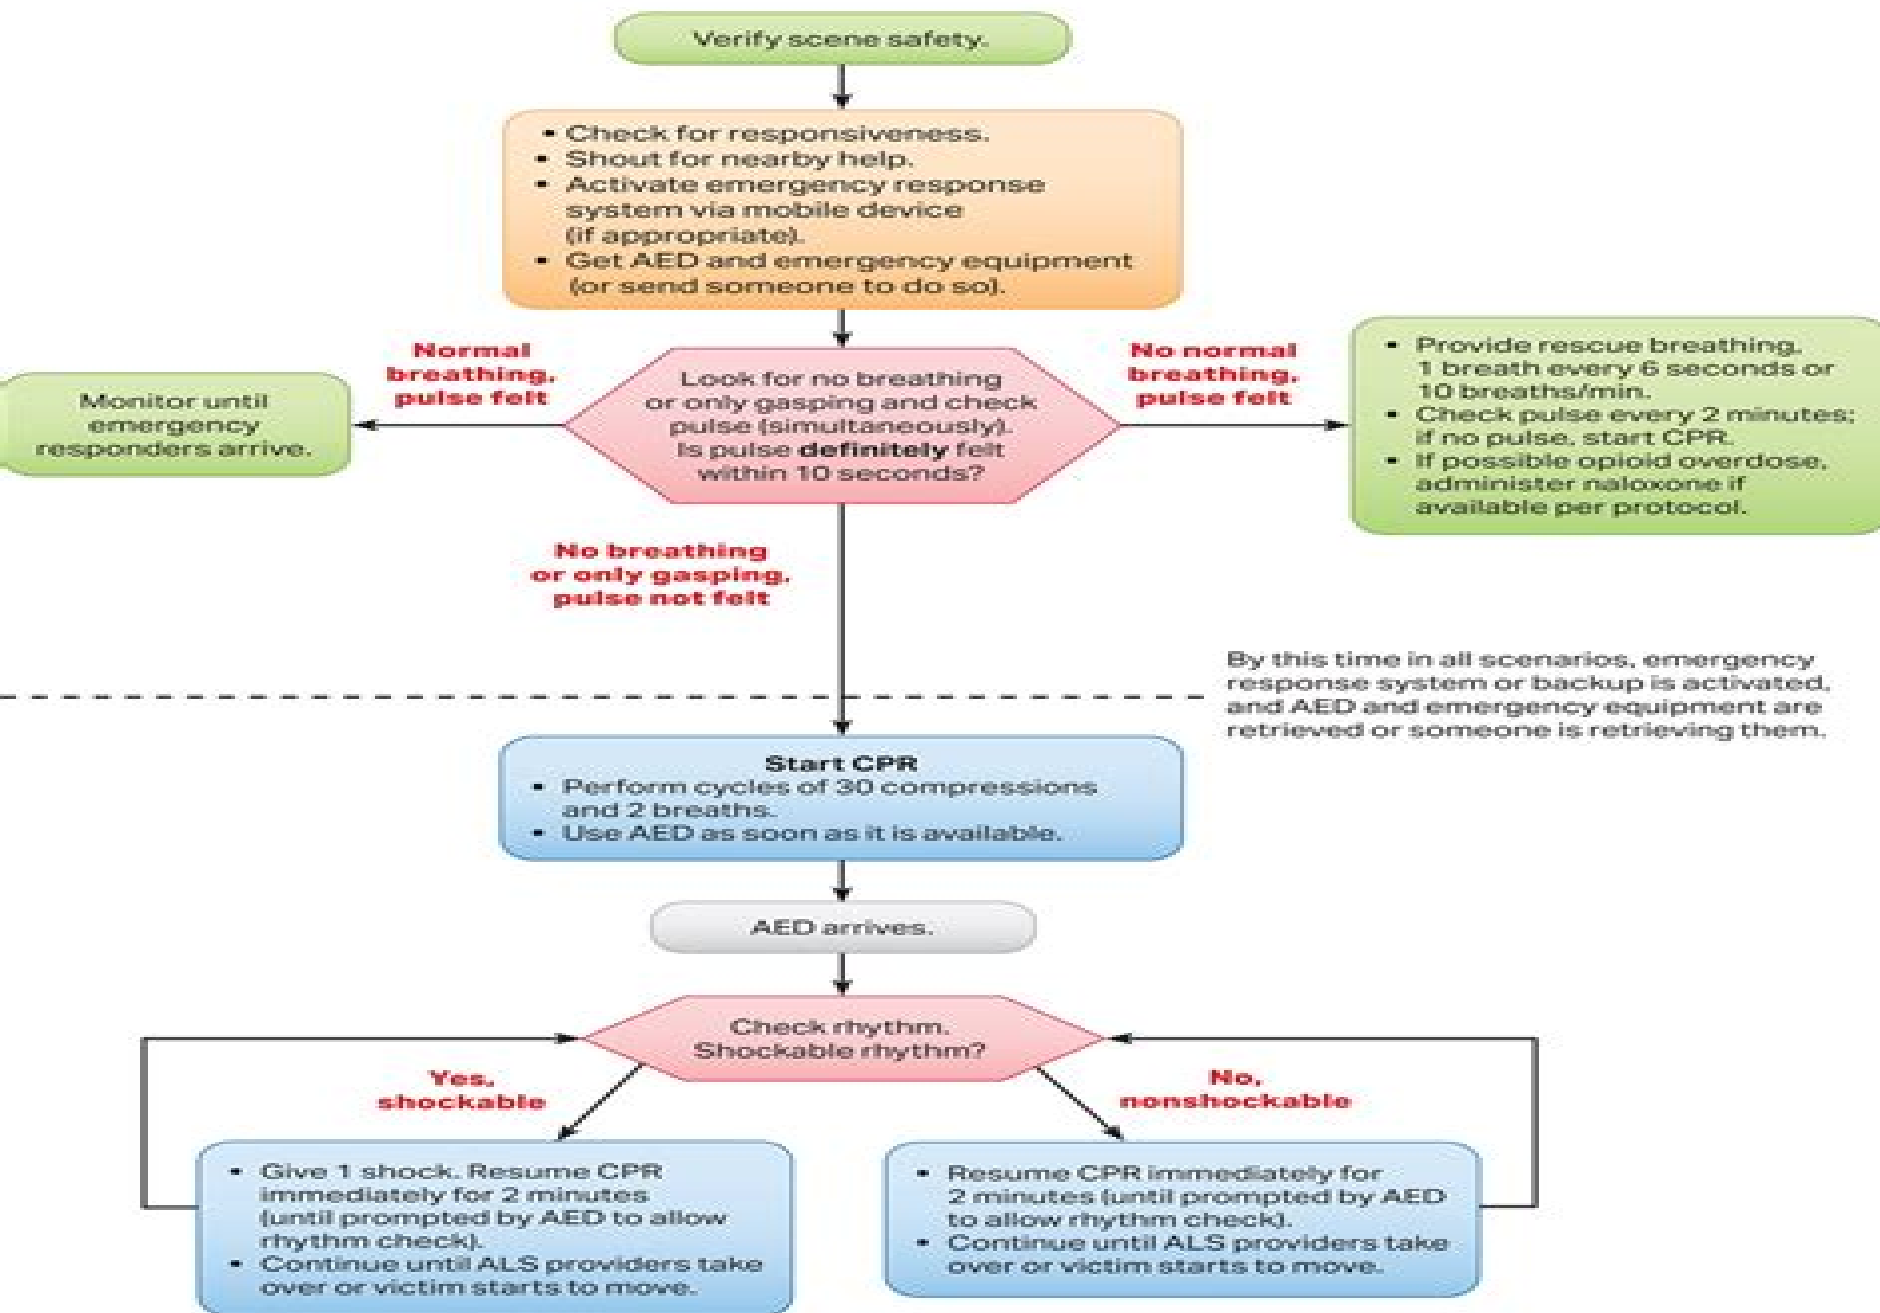 Verify scene safety.
• Check for responsiveness.
• Shout for nearby help.
• Activate emergency response
system via mobile device
(if appropriate).
• Get AED and emergency equipment
(or send someone to do so).
Normal
breathing,
pulse felt
Monitor until
emergency
responders arrive.
Look for no breathing
or only gasping and check
pulse (simultaneously).
Is pulse definitely felt
within 10 seconds?
No normal
breathing,
pulse felt
• Provide rescue breathing,
1 breath every 6 seconds or
10 breaths/min.
• Check pulse every 2 minutes;
if no pulse, start CPR.
• If possible opioid overdose,
administer naloxone if
available per protocol.
No breathing
or only gasping,
pulse not felt
By this time in all scenarios, emergency
response system or backup is activated,
and AED and emergency equipment are
retrieved or someone is retrieving them.
Start CPR
• Perform cycles of 30 compressions
and 2 breaths.
• Use AED as soon as it is available.
AED arrives.
Check rhythm.
Shockable rhythm?
Yes,
shockable
No,
nonshockable
• Give 1 shock. Resume CPR
immediately for 2 minutes
(until prompted by AED to allow
rhythm check).
• Continue until ALS providers take
over or victim starts to move.
• Resume CPR immediately for
2 minutes (until prompted by AED
to allow rhythm check).
• Continue until ALS providers take
over or victim starts to move.